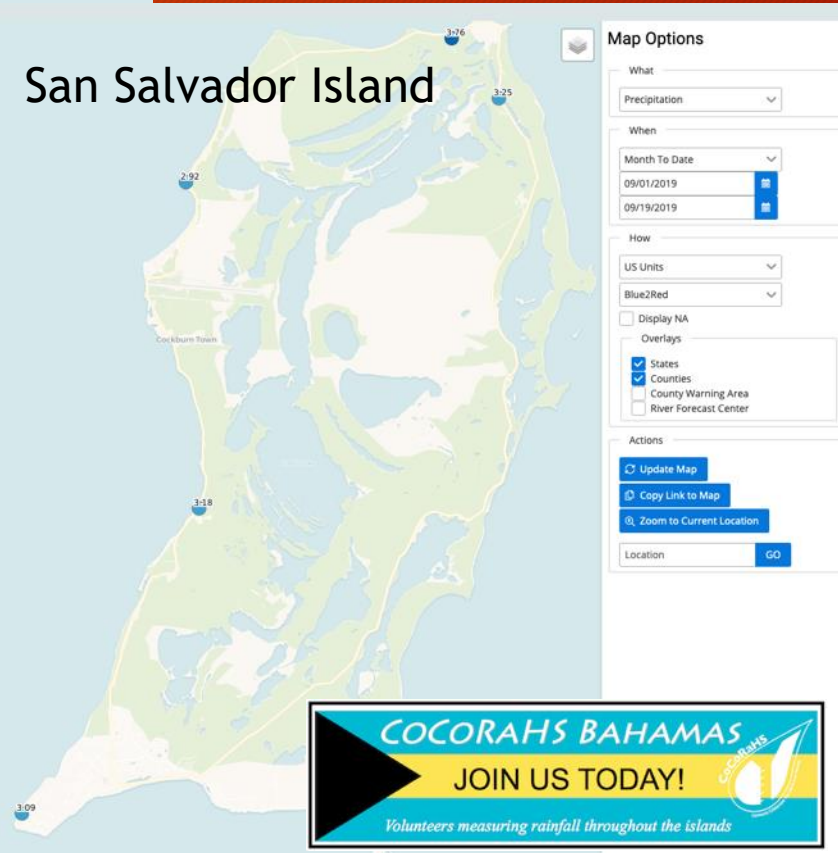 San Salvador Island
3.76
3.25
2.92
Cockburn Town
3.18
3.09
Map Options
What
Precipitation
When
Month To Date
09/01/2019
09/19/2019
How
US Units
Blue2Red
Display NA
Overlays
States
Counties
County Warning Area
River Forecast Center
Actions
Update Map
Copy Link to Map
Zoom to Current Location
Location GO
COCORAHS BAHAMAS
JOIN US TODAY!
Volunteers measuring rainfall throughout the islands
CoCoRaHS